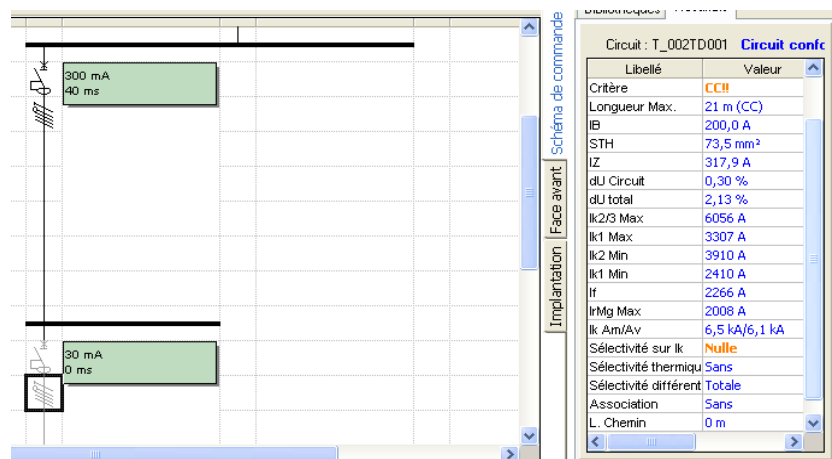 300 mA
40 ms
30 mA
0 ms
Schéma de commande
Face avant
Implantation
Circuit : T_002TD001 Circuit confo
Libellé Valeur
Critère CC!!
Longueur Max. 21 m (CC)
IB 200,0 A
STH 73,5 mm²
IZ 317,9 A
dU Circuit 0,30 %
dU total 2,13 %
Ik2/3 Max 6056 A
Ik1 Max 3307 A
Ik2 Min 3910 A
Ik1 Min 2410 A
If 2266 A
IrMg Max 2008 A
Ik Am/Av 6,5 kA/6,1 kA
Sélectivité sur Ik Nulle
Sélectivité thermiqu Sans
Sélectivité différent Totale
Association Sans
L. Chemin 0 m